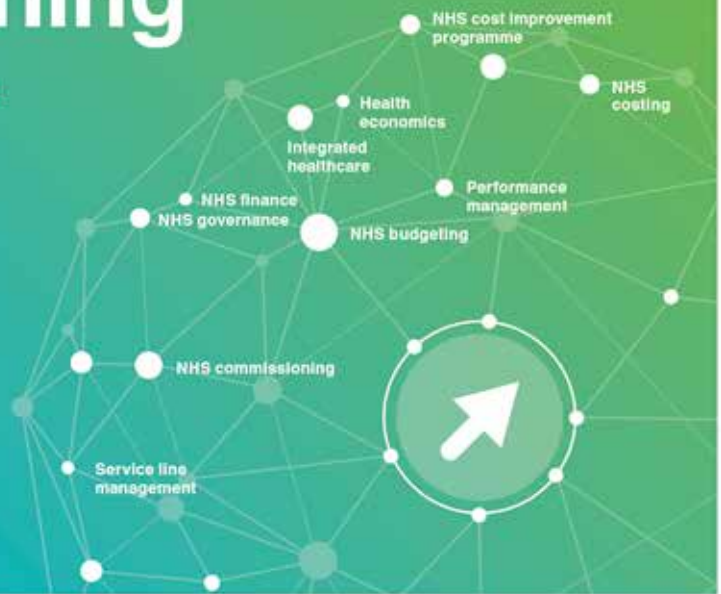 NHS cost improvement
programme
NHS
costing
Health
economics
Integrated
healthcare
Performance
management
NHS finance
NHS governance
NHS budgeting
NHS commissioning
Service line
management